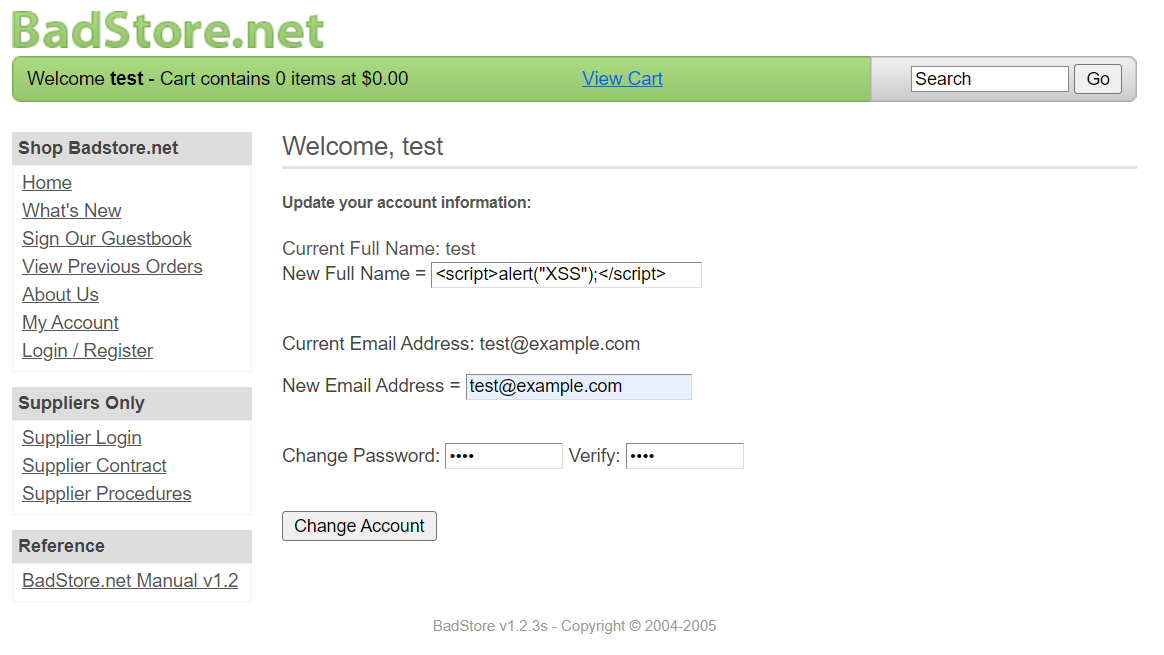 BadStore.net
Welcome test - Cart contains 0 items at $0.00 View Cart Search Go
Shop Badstore.net
Home
What's New
Sign Our Guestbook
View Previous Orders
About Us
My Account
Login / Register
Suppliers Only
Supplier Login
Supplier Contract
Supplier Procedures
Reference
BadStore.net Manual v1.2
Welcome, test
Update your account information:
Current Full Name: test
New Full Name = <script>alert("XSS");</script>
Current Email Address: test@example.com
New Email Address = test@example.com
Change Password: •••• Verify: ••••
Change Account
BadStore v1.2.3s - Copyright © 2004-2005